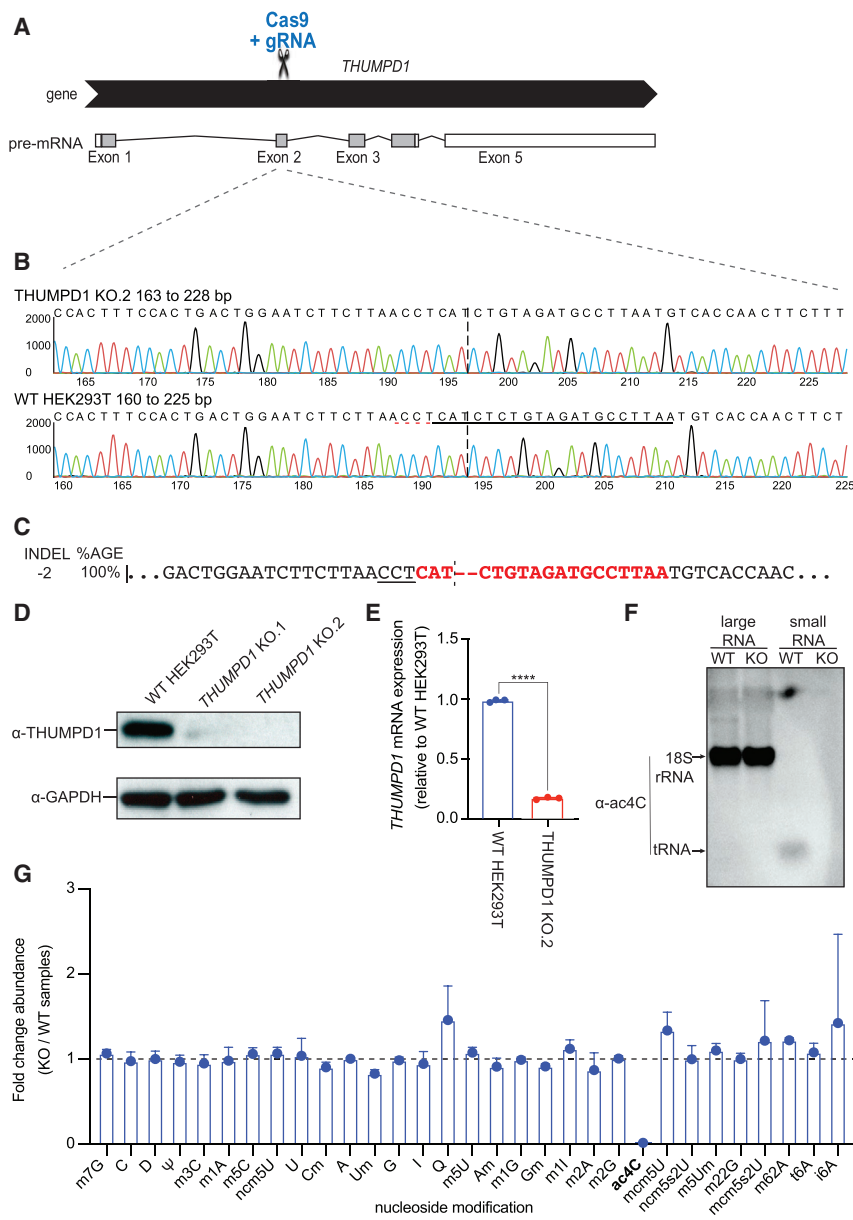 A
Cas9
+ gRNA
THUMPD1
gene
pre-mRNA
Exon 1
Exon 2
Exon 3
Exon 5
B
THUMPD1 KO.2 163 to 228 bp
CCACTTTCCACTGACTGGAATCTTCTTAACCTCATCTGTAGATGCCTTAATGTCACCAACTTCTTT
2000
1000
0
165 170 175 180 185 190 195 200 205 210 215 220 225
WT HEK293T 160 to 225 bp
CCACTTTCCACTGACTGGAATCTTCTTAACCTCATCTCTGTAGATGCCTTAATGTCACCAACTTCT
2000
1000
0
160 165 170 175 180 185 190 195 200 205 210 215 220 225
C
INDEL %AGE
-2 100% ...GACTGGAATCTTCTTAACCTCAT--CTGTAGATGCCTTAATGTCACCAAC...
D
WT HEK293T
THUMPD1 KO.1
THUMPD1 KO.2
α-THUMPD1
α-GAPDH
E
THUMPD1 mRNA expression
(relative to WT HEK293T)
1.5
1.0
0.5
0.0
****
WT HEK293T
THUMPD1 KO.2
F
large RNA
small RNA
WT KO WT KO
18S rRNA
α-ac4C
tRNA
G
Fold change abundance
(KO / WT samples)
3
2
1
0
m7G C D Ψ m3C m1A m5C ncm5U U Cm A Um G I Q m5U Am m1G Gm m1I m2A m2G ac4C mcm5U ncm5s2U m5Um m22G mcm5s2U m62A t6A i6A
nucleoside modification